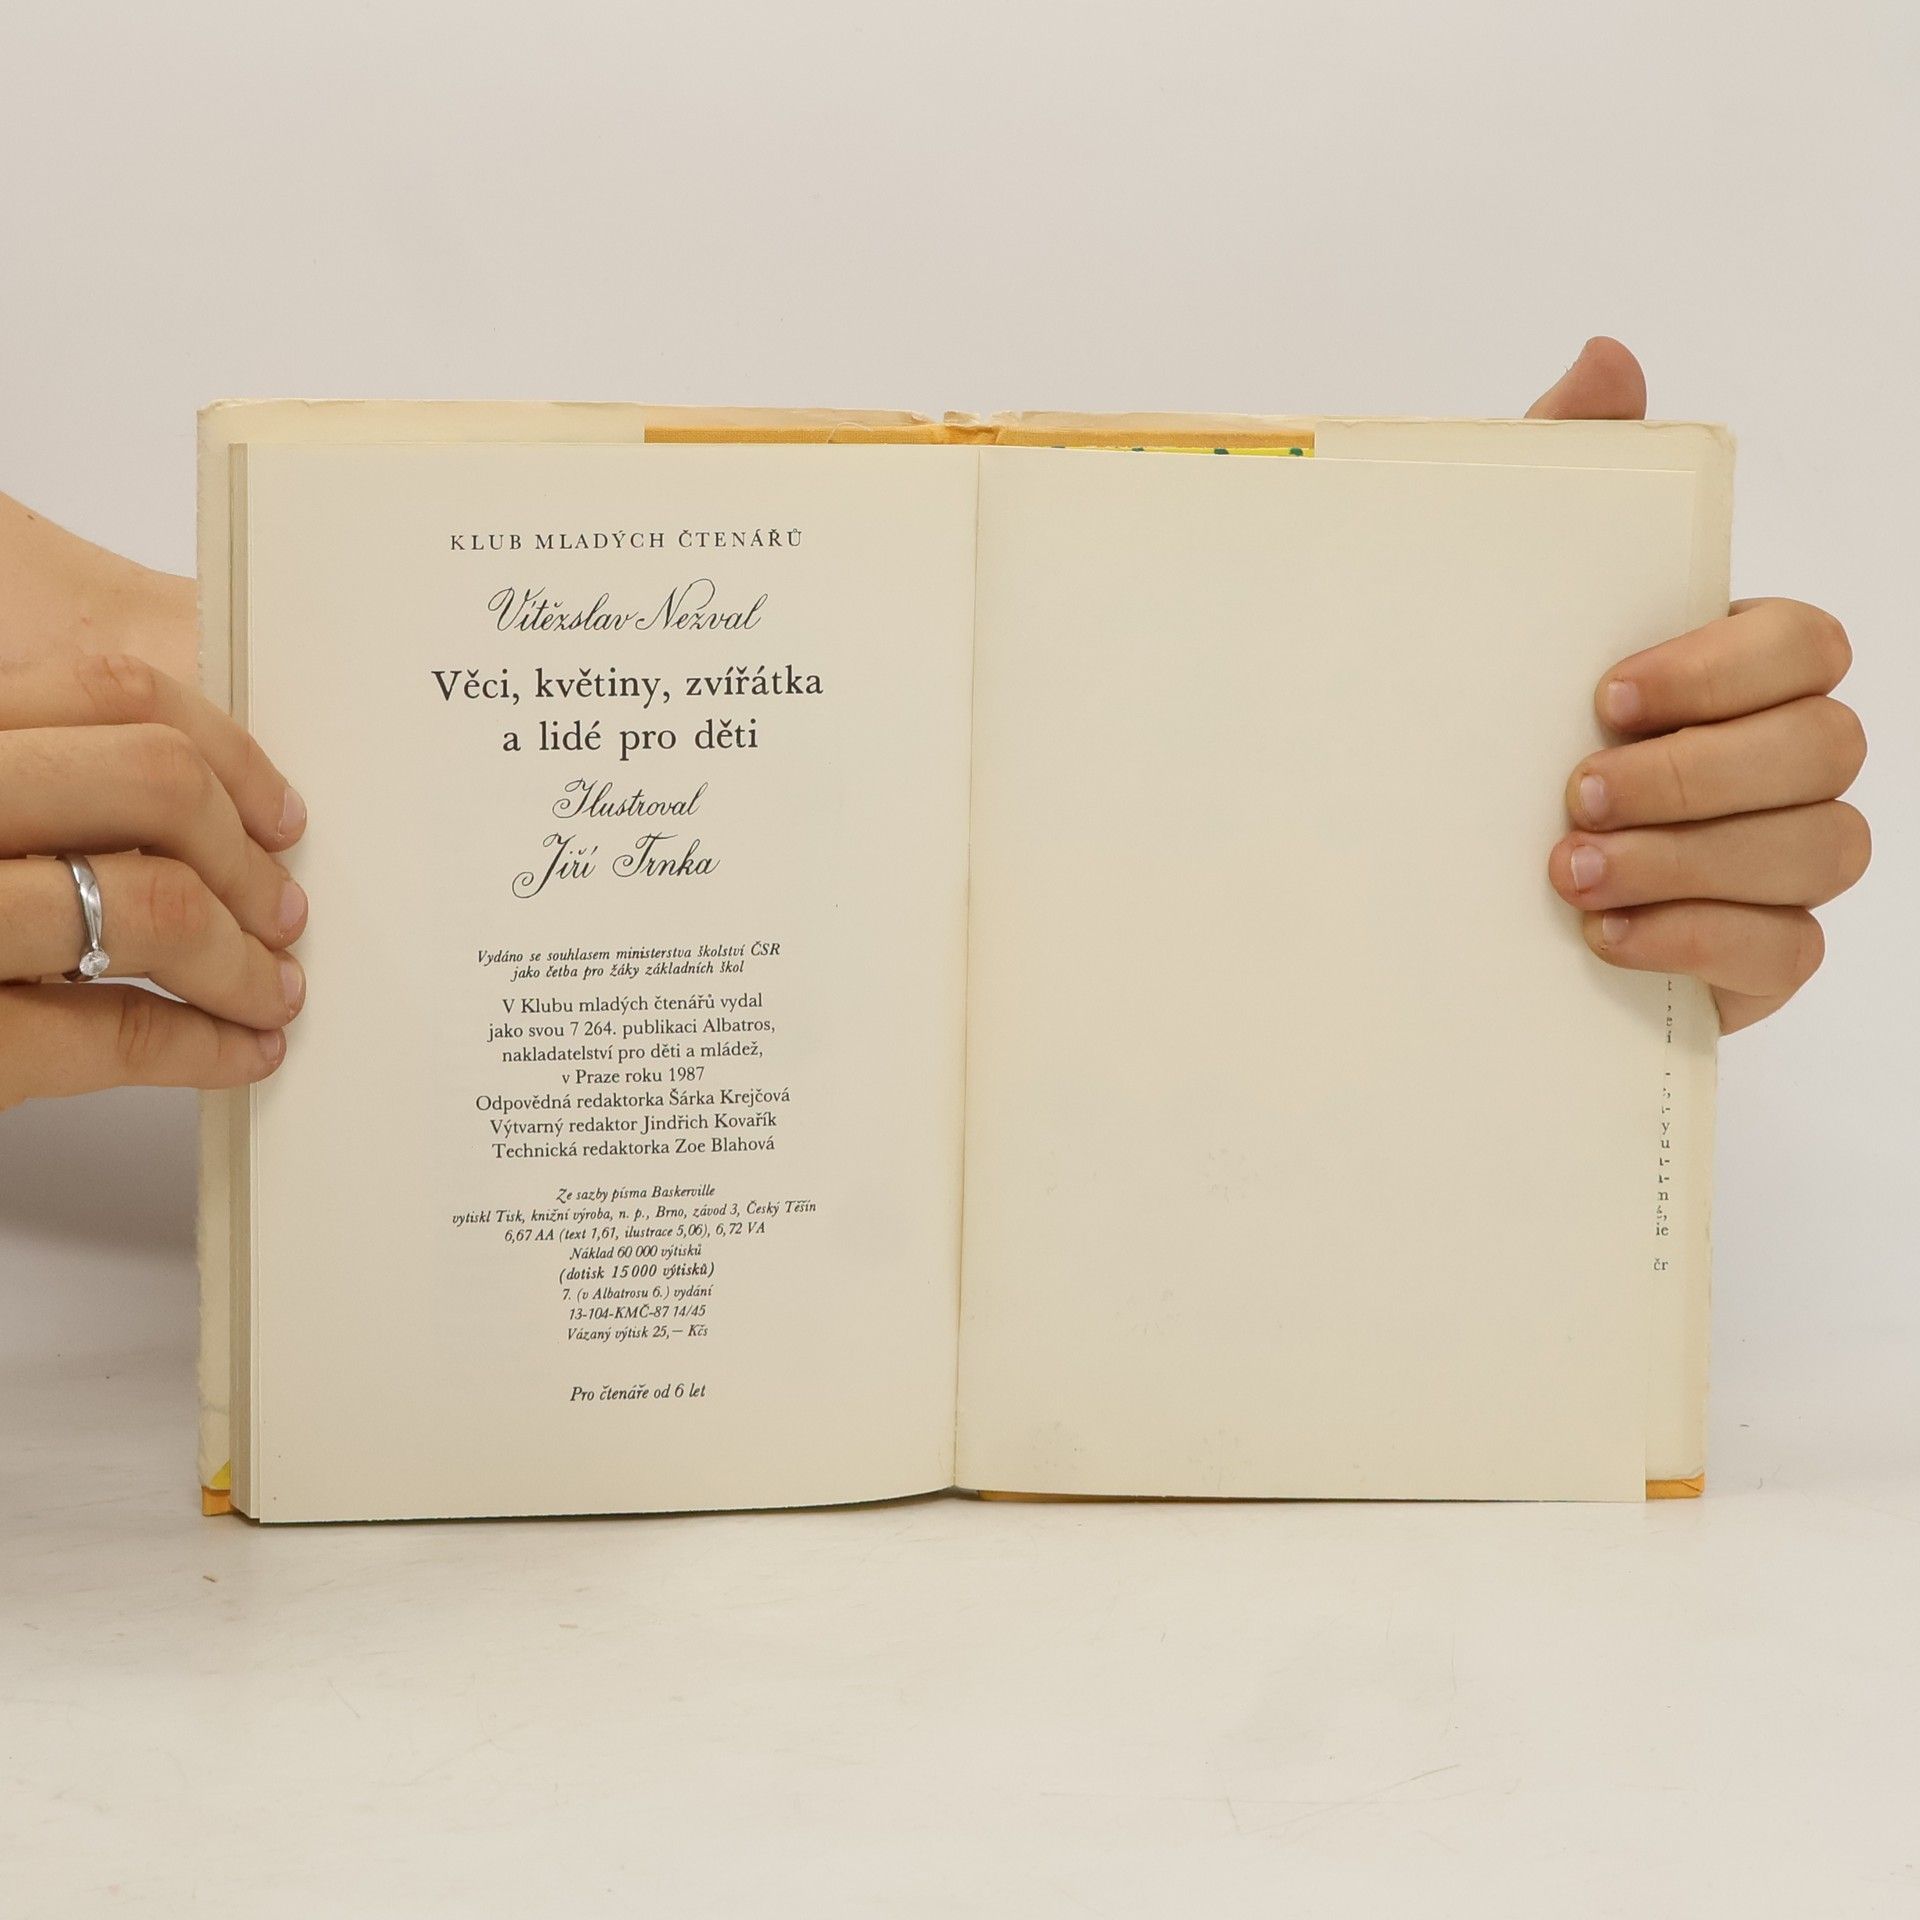 KLUB MLADÝCH ČTENÁŘŮ
Vítězslav Nezval
Věci, květiny, zvířátka
a lidé pro děti
Ilustroval
Jiří Trnka
Vydáno se souhlasem ministerstva školství ČSR
jako četba pro žáky základních škol
V Klubu mladých čtenářů vydal
jako svou 7 264. publikaci Albatros,
nakladatelství pro děti a mládež,
v Praze roku 1987
Odpovědná redaktorka Šárka Krejčová
Výtvarný redaktor Jindřich Kovařík
Technická redaktorka Zoe Blahová
Ze sazby písma Baskerville
vytiskl Tisk, knižní výroba, n. p., Brno, závod 3, Český Těšín
6,67 AA (text 1,61, ilustrace 5,06), 6,72 VA
Náklad 60 000 výtisků
(dotisk 15 000 výtisků)
7. (v Albatrosu 6.) vydání
13-104-KMČ-87 14/45
Vázaný výtisk 25,— Kčs
Pro čtenáře od 6 let